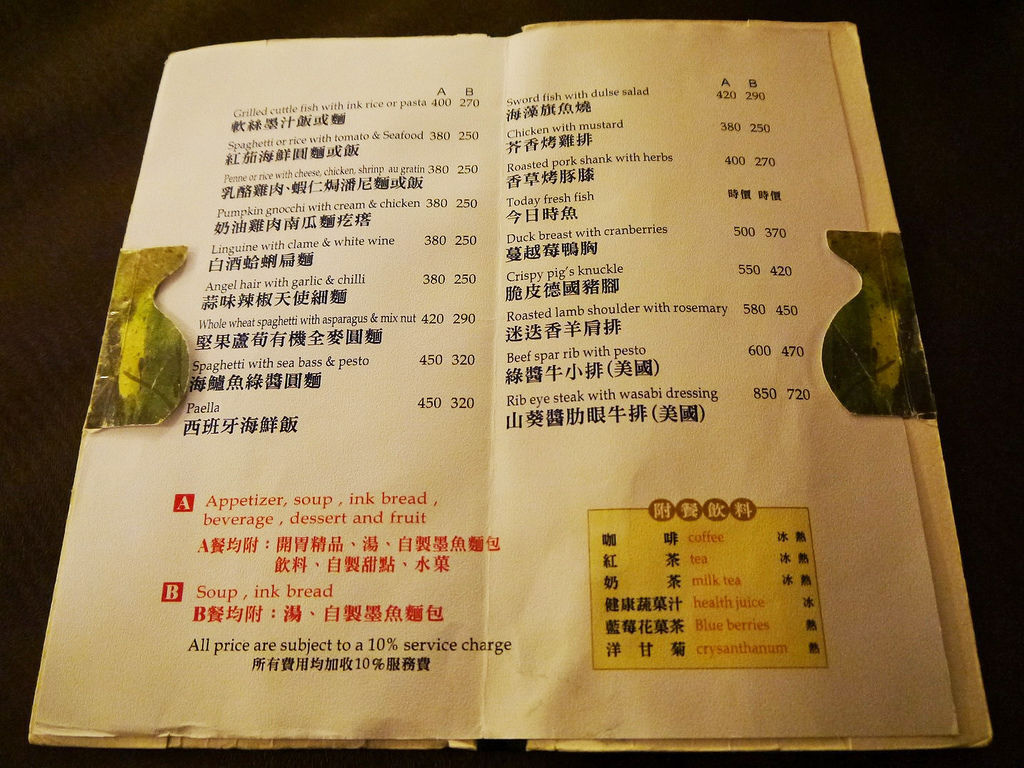 A B
Grilled cuttle fish with ink rice or pasta 400 270
軟絲墨汁飯或麵
Spaghetti or rice with tomato & Seafood 380 250
紅茄海鮮圓麵或飯
Penne or rice with cheese, chicken, shrinp au gratin 380 250
乳酪雞肉、蝦仁焗潘尼麵或飯
Pumpkin gnocchi with cream & chicken 380 250
奶油雞肉南瓜麵疙瘩
Linguine with clame & white wine 380 250
白酒蛤蜊扁麵
Angel hair with garlic & chilli 380 250
蒜味辣椒天使細麵
Whole wheat spaghetti with asparagus & mix nut 420 290
堅果蘆荀有機全麥圓麵
Spaghetti with sea bass & pesto 450 320
海鱸魚綠醬圓麵
Paella 450 320
西班牙海鮮飯
A Appetizer, soup , ink bread ,
beverage , dessert and fruit
A餐均附：開胃精品、湯、自製墨魚麵包
飲料、自製甜點、水菓
B Soup , ink bread
B餐均附：湯、自製墨魚麵包
All price are subject to a 10% service charge
所有費用均加收10%服務費
A B
Sword fish with dulse salad 420 290
海藻旗魚燒
Chicken with mustard 380 250
芥香烤雞排
Roasted pork shank with herbs 400 270
香草烤豚膝
Today fresh fish 時價 時價
今日時魚
Duck breast with cranberries 500 370
蔓越莓鴨胸
Crispy pig's knuckle 550 420
脆皮德國豬腳
Roasted lamb shoulder with rosemary 580 450
迷迭香羊肩排
Beef spar rib with pesto 600 470
綠醬牛小排(美國)
Rib eye steak with wasabi dressing 850 720
山葵醬肋眼牛排(美國)
附餐飲料
咖啡 coffee 冰 熱
紅茶 tea 冰 熱
奶茶 milk tea 冰 熱
健康蔬菓汁 health juice 冰
藍莓花菓茶 Blue berries 熱
洋甘菊 crysanthanum 熱